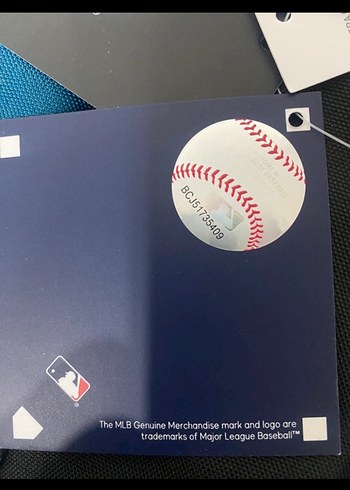 BCJ51735409
The MLB Genuine Merchandise mark and logo are
trademarks of Major League Baseball™